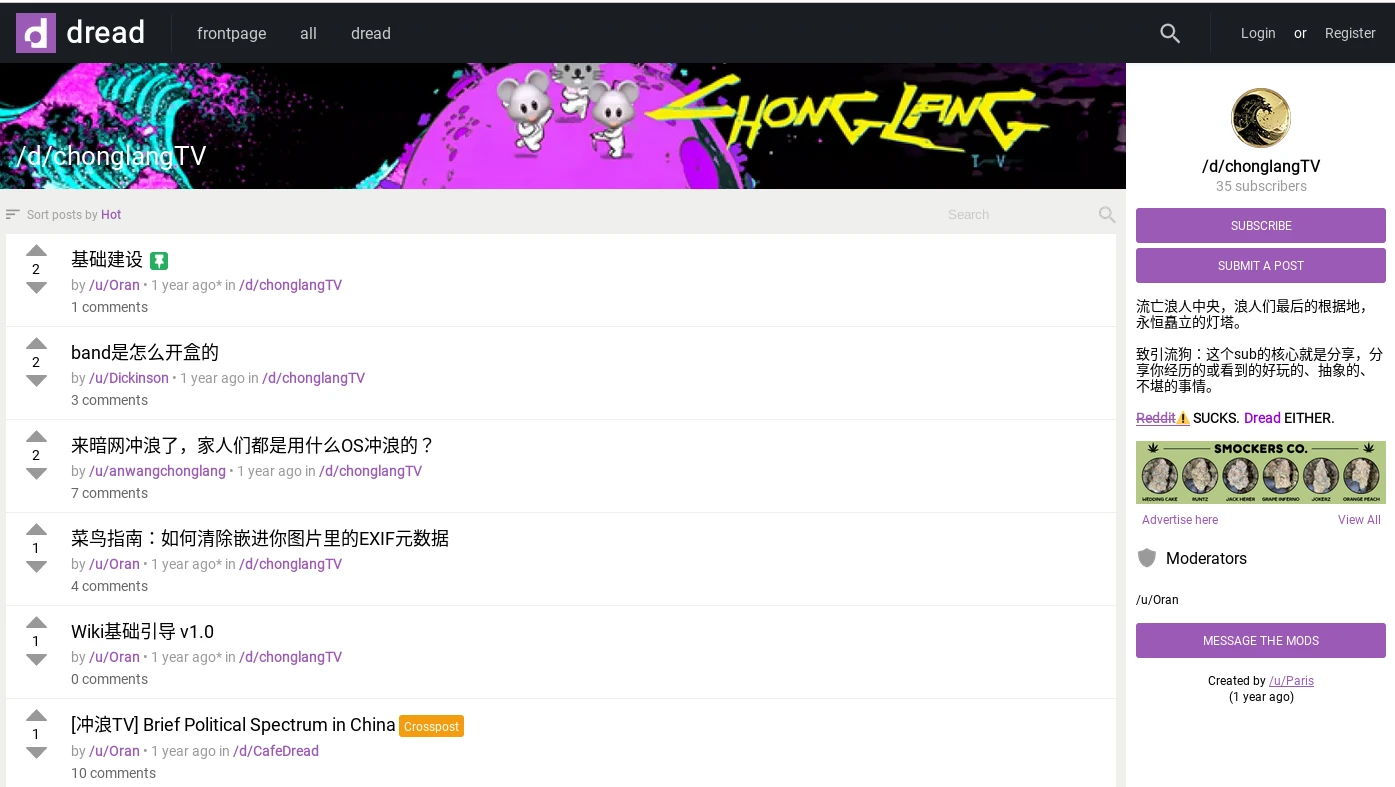 dread
frontpage
all
dread
Login or Register
CHONGLANG
TV
/d/chonglangTV
Sort posts by Hot
Search
2
基础建设
by /u/Oran • 1 year ago* in /d/chonglangTV
1 comments
2
band是怎么开盒的
by /u/Dickinson • 1 year ago in /d/chonglangTV
3 comments
2
来暗网冲浪了，家人们都是用什么OS冲浪的？
by /u/anwangchonglang • 1 year ago in /d/chonglangTV
7 comments
1
菜鸟指南：如何清除嵌进你图片里的EXIF元数据
by /u/Oran • 1 year ago* in /d/chonglangTV
4 comments
1
Wiki基础引导 v1.0
by /u/Oran • 1 year ago* in /d/chonglangTV
0 comments
1
[冲浪TV] Brief Political Spectrum in China Crosspost
by /u/Oran • 1 year ago in /d/CafeDread
10 comments
/d/chonglangTV
35 subscribers
SUBSCRIBE
SUBMIT A POST
流亡浪人中央，浪人们最后的根据地，
永恒矗立的灯塔。
致引流狗：这个sub的核心就是分享，分
享你经历的或看到的好玩的、抽象的、
不堪的事情。
Reddit⚠ SUCKS. Dread EITHER.
SMOCKERS CO.
WEDDING CAKE RUNTZ JACK HERER GRAPE INFERNO JOKERZ ORANGE PEACH
Advertise here View All
Moderators
/u/Oran
MESSAGE THE MODS
Created by /u/Paris
(1 year ago)